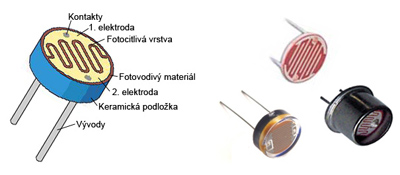 Kontakty
1. elektroda
Fotocitlivá vrstva
Fotovodivý materiál
2. elektroda
Keramická podložka
Vývody